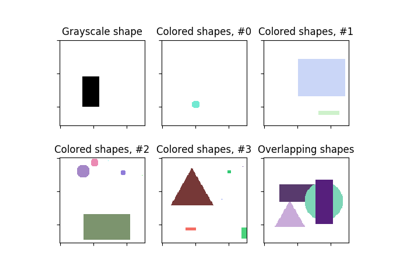 Grayscale shape
Colored shapes, #0
Colored shapes, #1
Colored shapes, #2
Colored shapes, #3
Overlapping shapes